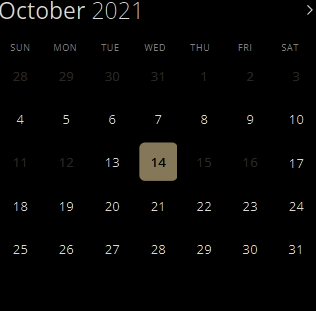 October 2021
SUN MON TUE WED THU FRI SAT
28 29 30 31 1 2 3
4 5 6 7 8 9 10
11 12 13 14 15 16 17
18 19 20 21 22 23 24
25 26 27 28 29 30 31